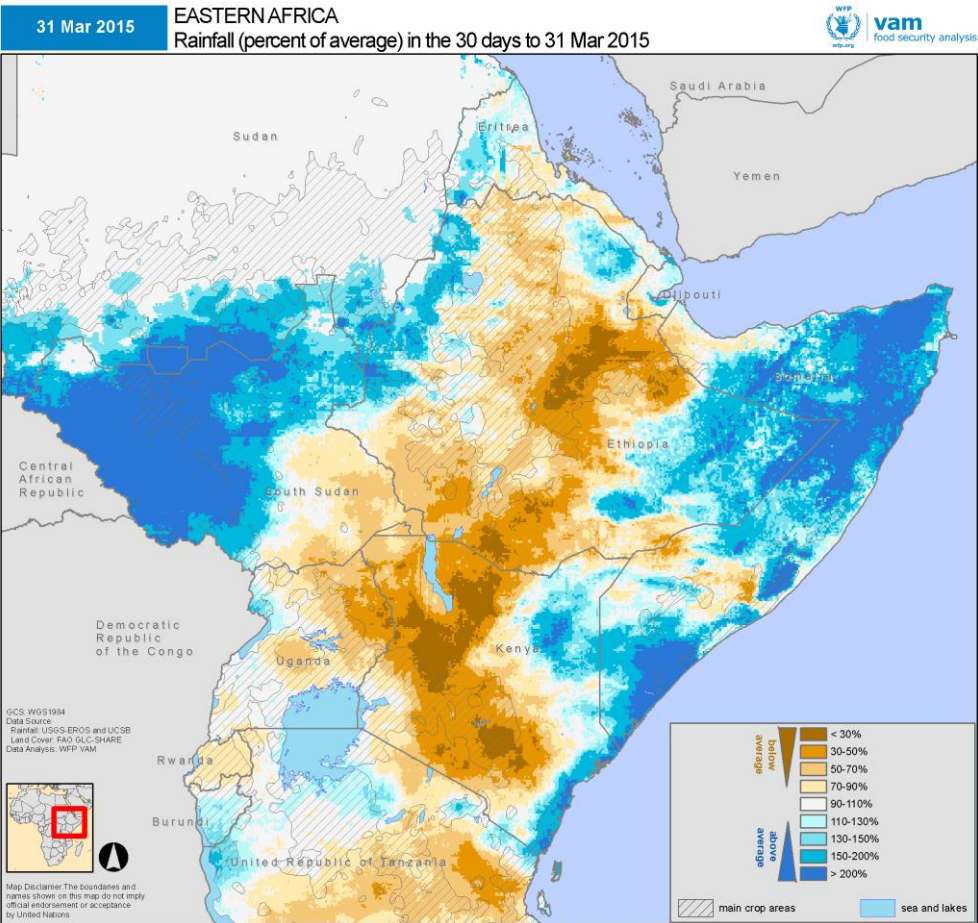 31 Mar 2015
EASTERN AFRICA
Rainfall (percent of average) in the 30 days to 31 Mar 2015
WFP
wfp.org
vam
food security analysis
Saudi Arabia
Sudan
Eritrea
Yemen
Djibouti
Somalia
Ethiopia
Central
African
Republic
South Sudan
Democratic
Republic
of the Congo
Kenya
Uganda
GCS: WGS1984
Data Source:
Rainfall: USGS-EROS and UCSB
Land Cover: FAO GLC-SHARE
Data Analysis: WFP VAM
Rwanda
Burundi
United Republic of Tanzania
Map Disclaimer:The boundaries and
names shown on this map do not imply
official endorsement or acceptance
by United Nations
below
average
above
average
< 30%
30-50%
50-70%
70-90%
90-110%
110-130%
130-150%
150-200%
> 200%
main crop areas
sea and lakes